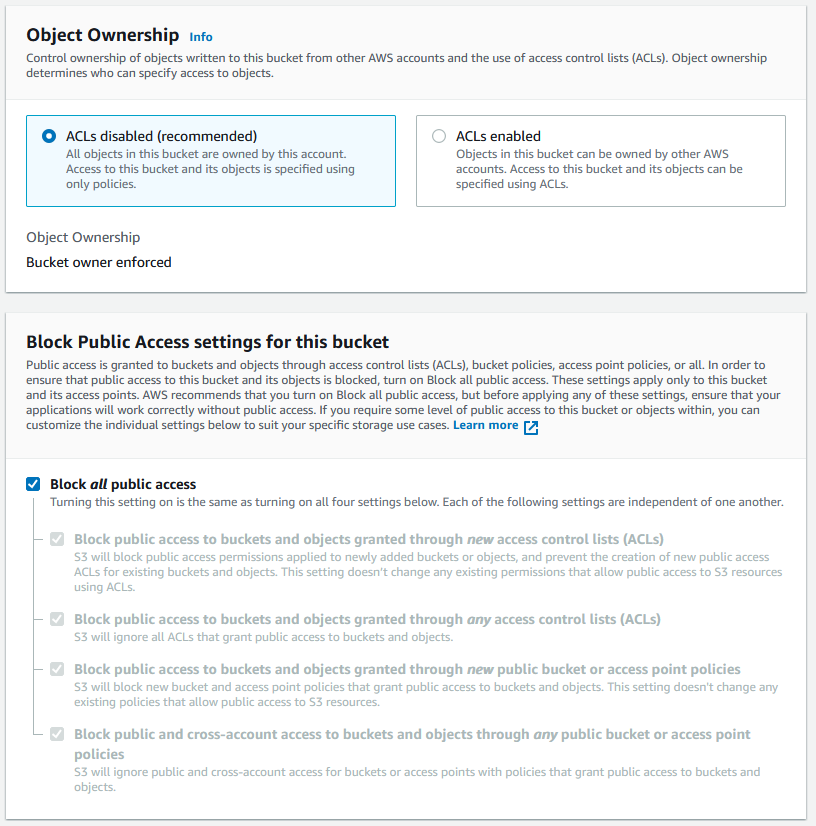 Object Ownership Info
Control ownership of objects written to this bucket from other AWS accounts and the use of access control lists (ACLs). Object ownership
determines who can specify access to objects.
ACLs disabled (recommended)
All objects in this bucket are owned by this account.
Access to this bucket and its objects is specified using
only policies.
ACLs enabled
Objects in this bucket can be owned by other AWS
accounts. Access to this bucket and its objects can be
specified using ACLs.
Object Ownership
Bucket owner enforced
Block Public Access settings for this bucket
Public access is granted to buckets and objects through access control lists (ACLs), bucket policies, access point policies, or all. In order to
ensure that public access to this bucket and its objects is blocked, turn on Block all public access. These settings apply only to this bucket
and its access points. AWS recommends that you turn on Block all public access, but before applying any of these settings, ensure that your
applications will work correctly without public access. If you require some level of public access to this bucket or objects within, you can
customize the individual settings below to suit your specific storage use cases. Learn more
Block all public access
Turning this setting on is the same as turning on all four settings below. Each of the following settings are independent of one another.
Block public access to buckets and objects granted through new access control lists (ACLs)
S3 will block public access permissions applied to newly added buckets or objects, and prevent the creation of new public access
ACLs for existing buckets and objects. This setting doesn't change any existing permissions that allow public access to S3 resources
using ACLs.
Block public access to buckets and objects granted through any access control lists (ACLs)
S3 will ignore all ACLs that grant public access to buckets and objects.
Block public access to buckets and objects granted through new public bucket or access point policies
S3 will block new bucket and access point policies that grant public access to buckets and objects. This setting doesn't change any
existing policies that allow public access to S3 resources.
Block public and cross-account access to buckets and objects through any public bucket or access point
policies
S3 will ignore public and cross-account access for buckets or access points with policies that grant public access to buckets and
objects.